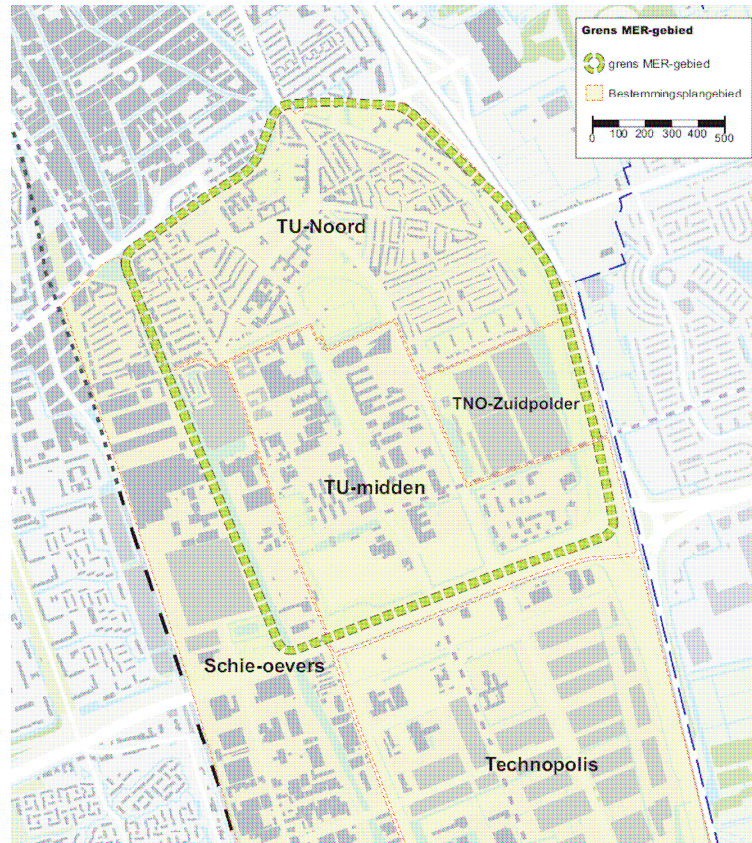 Grens MER-gebied
grens MER-gebied
Bestemmingsplangebied
0 100 200 300 400 500
TU-Noord
TNO-Zuidpolder
TU-midden
Schie-oevers
Technopolis